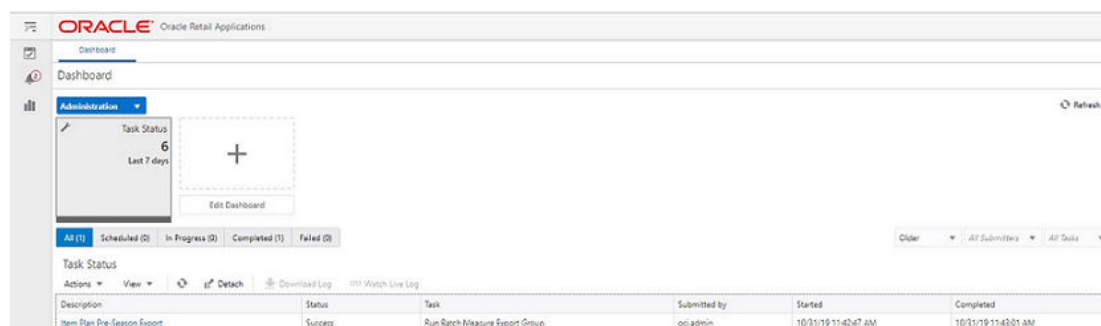 ORACLE® Oracle Retail Applications
Dashboard
Dashboard
2
Administration
Refresh
Task Status
6
Last 7 days
Edit Dashboard
All (1) Scheduled (0) In Progress (0) Completed (1) Failed (0)
Older All Submitters All Tasks
Task Status
Actions View Detach Download Log Watch Live Log
Description Status Task Submitted by Started Completed
Item Plan Pre-Season Export Success Run Batch Measure Export Group oci.admin 10/31/19 11:42:47 AM 10/31/19 11:43:01 AM